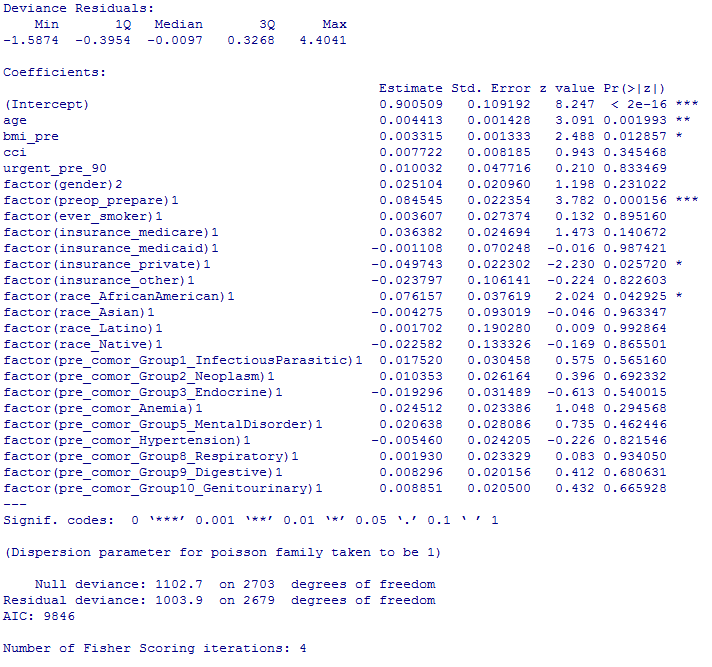 Deviance Residuals:
    Min       1Q   Median       3Q      Max
-1.5874  -0.3954  -0.0097   0.3268   4.4041

Coefficients:
                                                Estimate Std. Error z value Pr(>|z|)
(Intercept)                                     0.900509   0.109192   8.247  < 2e-16 ***
age                                             0.004413   0.001428   3.091 0.001993 **
bmi_pre                                         0.003315   0.001333   2.488 0.012857 *
cci                                             0.007722   0.008185   0.943 0.345468
urgent_pre_90                                   0.010032   0.047716   0.210 0.833469
factor(gender)2                                 0.025104   0.020960   1.198 0.231022
factor(preop_prepare)1                          0.084545   0.022354   3.782 0.000156 ***
factor(ever_smoker)1                            0.003607   0.027374   0.132 0.895160
factor(insurance_medicare)1                     0.036382   0.024694   1.473 0.140672
factor(insurance_medicaid)1                    -0.001108   0.070248  -0.016 0.987421
factor(insurance_private)1                     -0.049743   0.022302  -2.230 0.025720 *
factor(insurance_other)1                       -0.023797   0.106141  -0.224 0.822603
factor(race_AfricanAmerican)1                   0.076157   0.037619   2.024 0.042925 *
factor(race_Asian)1                            -0.004275   0.093019  -0.046 0.963347
factor(race_Latino)1                            0.001702   0.190280   0.009 0.992864
factor(race_Native)1                           -0.022582   0.133326  -0.169 0.865501
factor(pre_comor_Group1_InfectiousParasitic)1   0.017520   0.030458   0.575 0.565160
factor(pre_comor_Group2_Neoplasm)1              0.010353   0.026164   0.396 0.692332
factor(pre_comor_Group3_Endocrine)1            -0.019296   0.031489  -0.613 0.540015
factor(pre_comor_Anemia)1                       0.024512   0.023386   1.048 0.294568
factor(pre_comor_Group5_MentalDisorder)1        0.020638   0.028086   0.735 0.462446
factor(pre_comor_Hypertension)1                -0.005460   0.024205  -0.226 0.821546
factor(pre_comor_Group8_Respiratory)1           0.001930   0.023329   0.083 0.934050
factor(pre_comor_Group9_Digestive)1             0.008296   0.020156   0.412 0.680631
factor(pre_comor_Group10_Genitourinary)1        0.008851   0.020500   0.432 0.665928
---
Signif. codes:  0 ‘***’ 0.001 ‘**’ 0.01 ‘*’ 0.05 ‘.’ 0.1 ‘ ’ 1

(Dispersion parameter for poisson family taken to be 1)

    Null deviance: 1102.7  on 2703  degrees of freedom
Residual deviance: 1003.9  on 2679  degrees of freedom
AIC: 9846

Number of Fisher Scoring iterations: 4